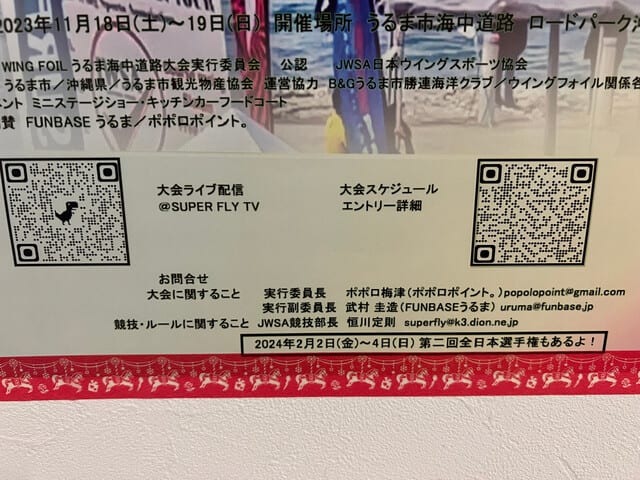 2023年11月18日(土)~19日(日) 開催場所 うるま市海中道路 ロードパーク
WING FOIL うるま海中道路大会実行委員会 公認 JWSA日本ウイングスポーツ協会
うるま市/沖縄県/うるま市観光物産協会 運営協力 B&Gうるま市勝連海洋クラブ/ウイングフォイル関係各
ント ミニステージショー・キッチンカーフードコート
賛 FUNBASE うるま/ポポロポイント。
大会ライブ配信
@SUPER FLY TV
大会スケジュール
エントリー詳細
お問合せ
大会に関すること 実行委員長 ポポロ梅津(ポポロポイント。)popolopoint@gmail.com
実行副委員長 武村 圭造(FUNBASEうるま) uruma@funbase.jp
競技・ルールに関すること JWSA競技部長 恒川定則 superfly@k3.dion.ne.jp
2024年2月2日(金)~4日(日) 第二回全日本選手権もあるよ!